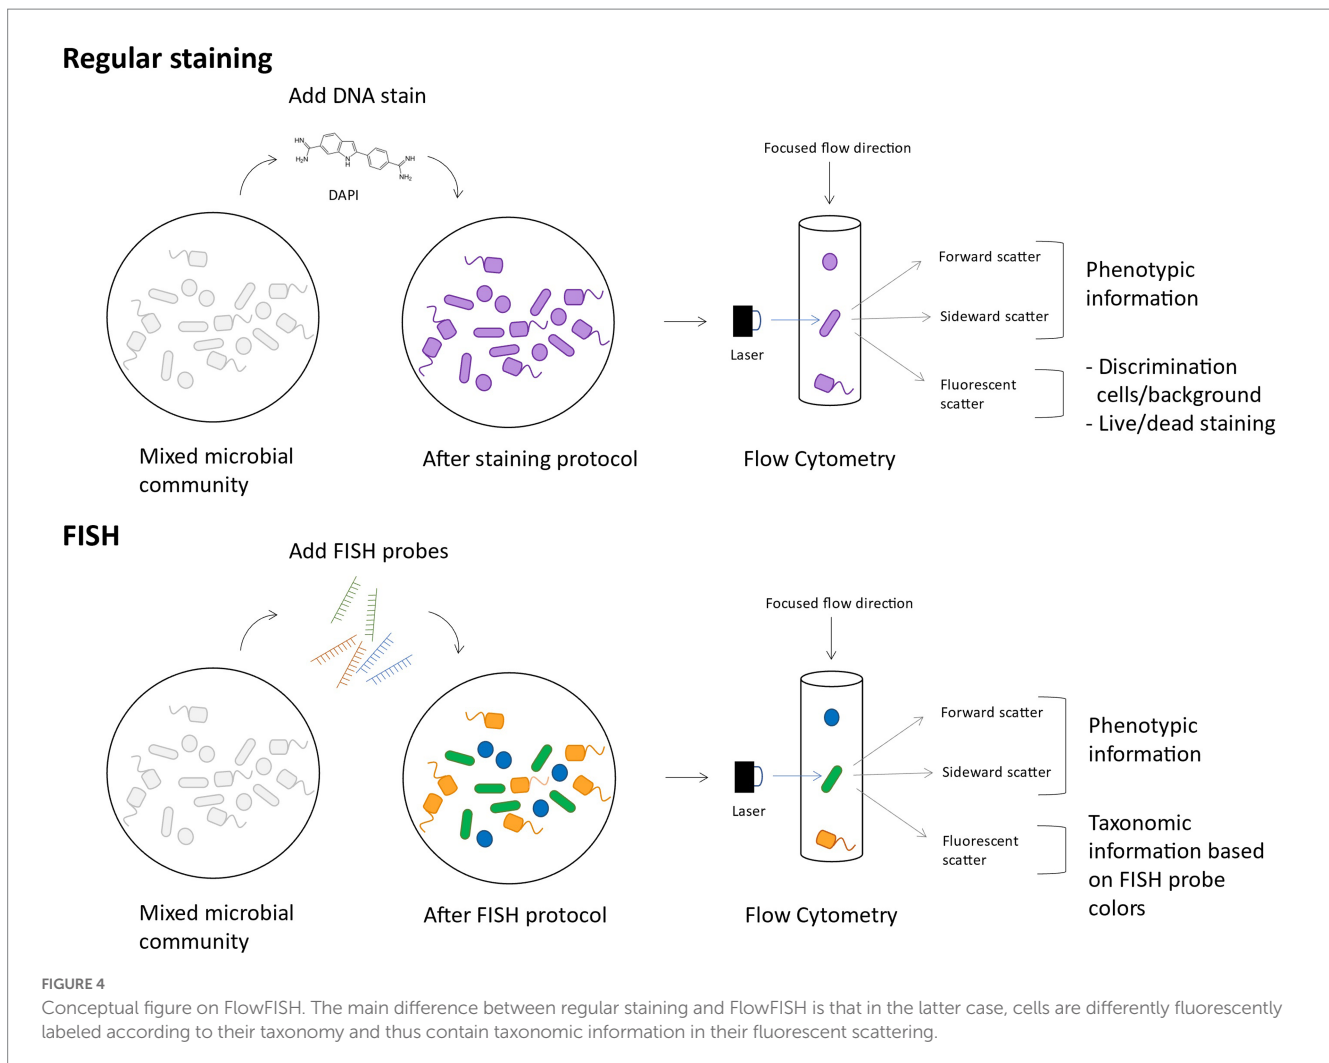 Regular staining
Add DNA stain
HN
H₂N
N
H
NH
NH₂
DAPI
Mixed microbial
community
After staining protocol
Focused flow direction
Laser
Flow Cytometry
Forward scatter
Sideward scatter
Fluorescent
scatter
Phenotypic
information
- Discrimination
cells/background
- Live/dead staining
FISH
Add FISH probes
Mixed microbial
community
After FISH protocol
Focused flow direction
Laser
Flow Cytometry
Forward scatter
Sideward scatter
Fluorescent
scatter
Phenotypic
information
Taxonomic
information based
on FISH probe
colors
FIGURE 4
Conceptual figure on FlowFISH. The main difference between regular staining and FlowFISH is that in the latter case, cells are differently fluorescently
labeled according to their taxonomy and thus contain taxonomic information in their fluorescent scattering.